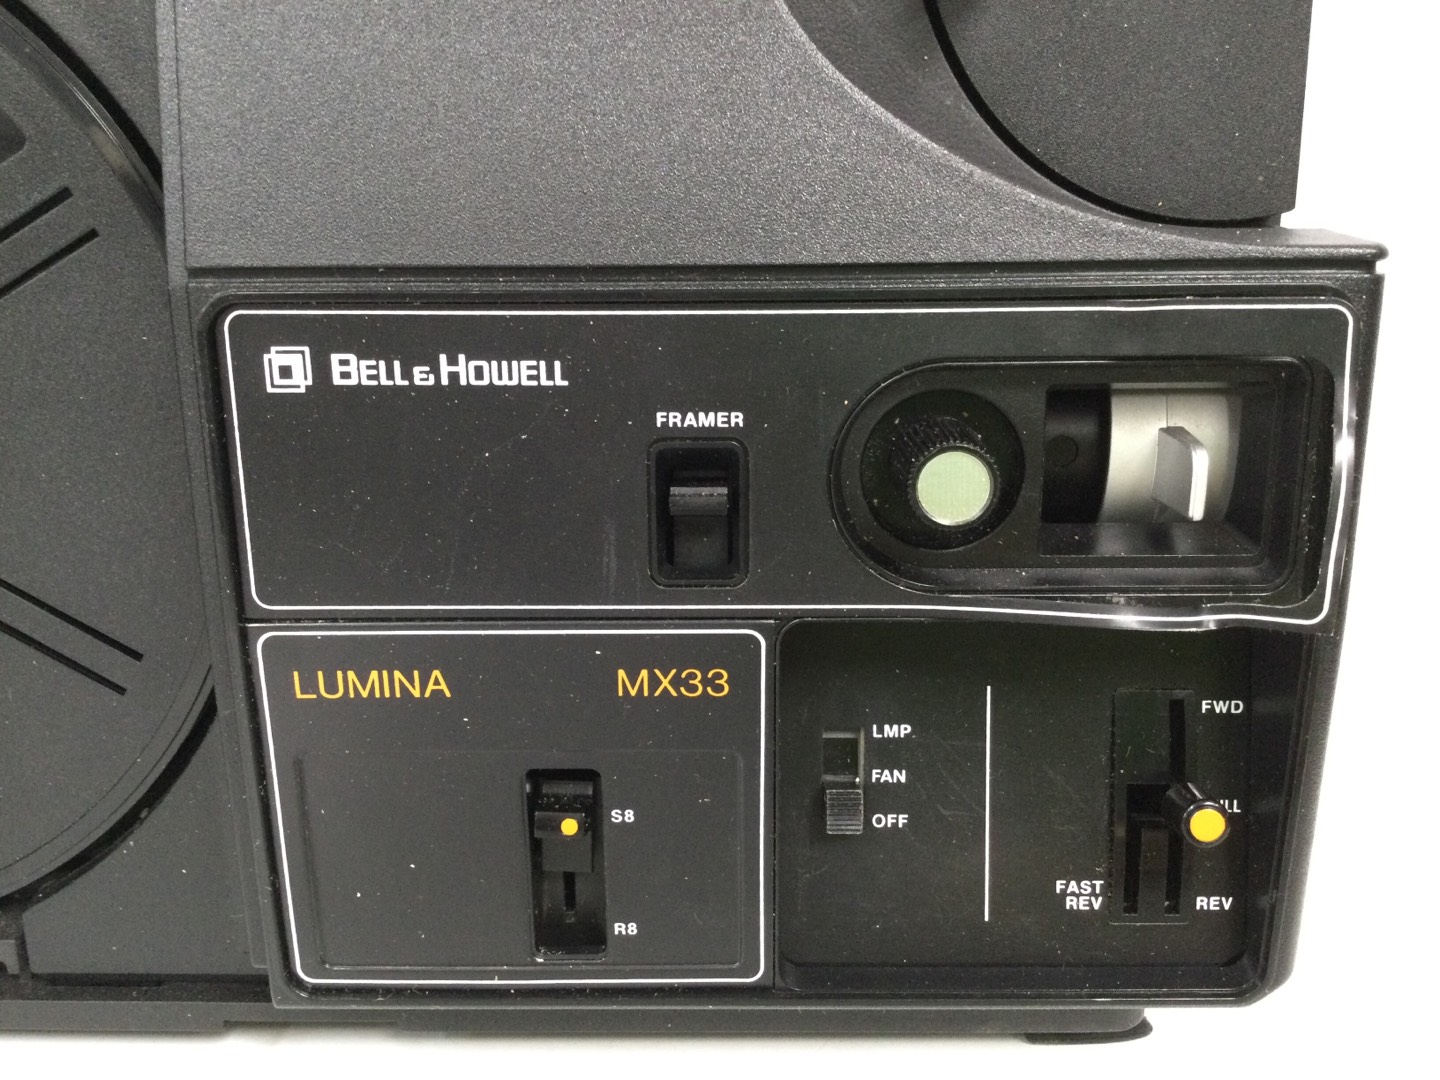 BELL & HOWELL
FRAMER
LUMINA MX33
S8
R8
LMP
FAN
OFF
FWD
FAST
REV
REV